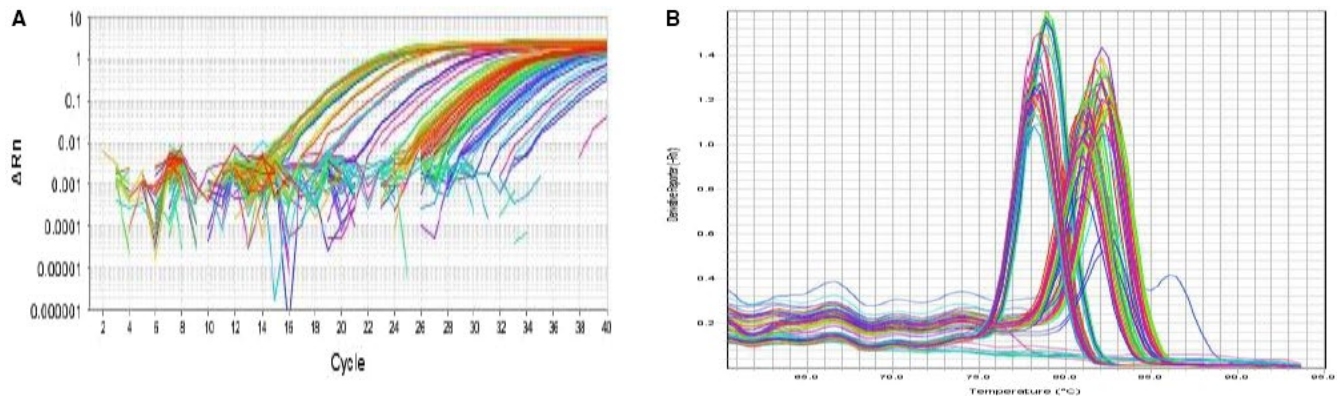 A
10
1
0.1
0.01
0.001
0.0001
0.00001
0.000001
ΔRn
2 4 6 8 10 12 14 16 18 20 22 24 26 28 30 32 34 36 38 40
Cycle
B
1.4
1.2
1.0
0.8
0.6
0.4
0.2
Derivative Reporter (-Rn)
65.0 70.0 75.0 80.0 85.0 90.0 95.0
Temperature (°C)